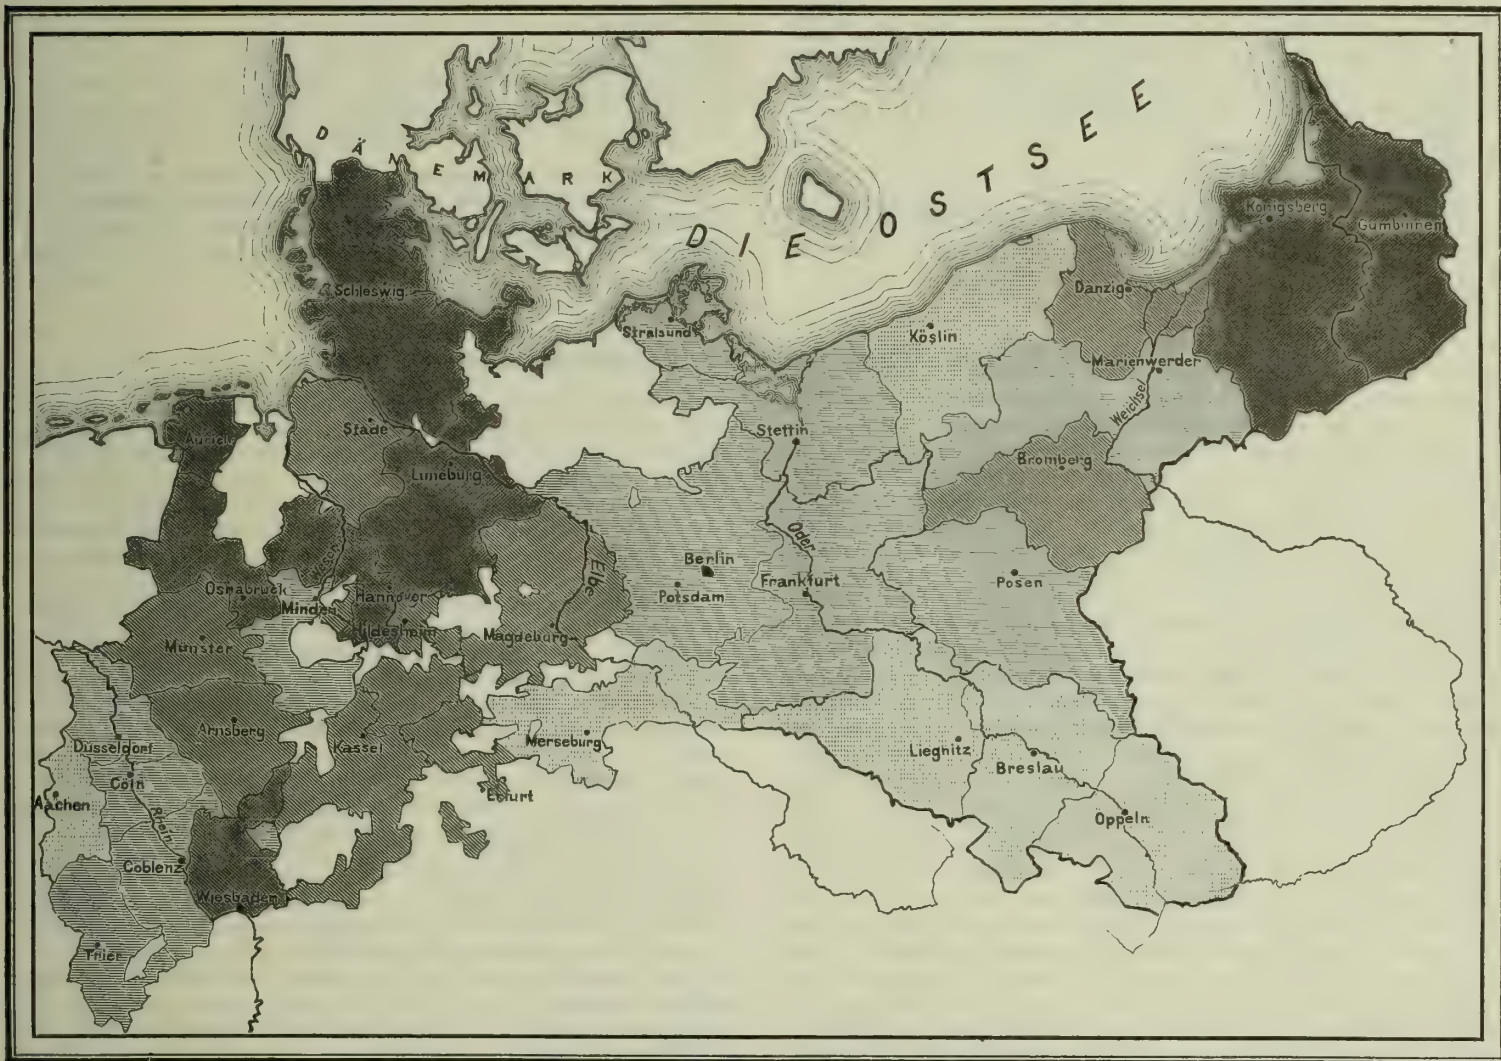 DÄNEMARK
DIE OSTSEE
Königsberg
Gumbinnen
Schleswig
Danzig
Stralsund
Köslin
Marienwerder
Weichsel
Stade
Stettin
Aurich
Lüneburg
Bromberg
Oder
Weser
Elbe
Berlin
Posen
Osnabrück
Minden
Hannover
Potsdam
Frankfurt
Hildesheim
Magdeburg
Münster
Arnsberg
Kassel
Merseburg
Liegnitz
Breslau
Düsseldorf
Cöln
Aachen
Rhein
Erfurt
Oppeln
Coblenz
Wiesbaden
Trier